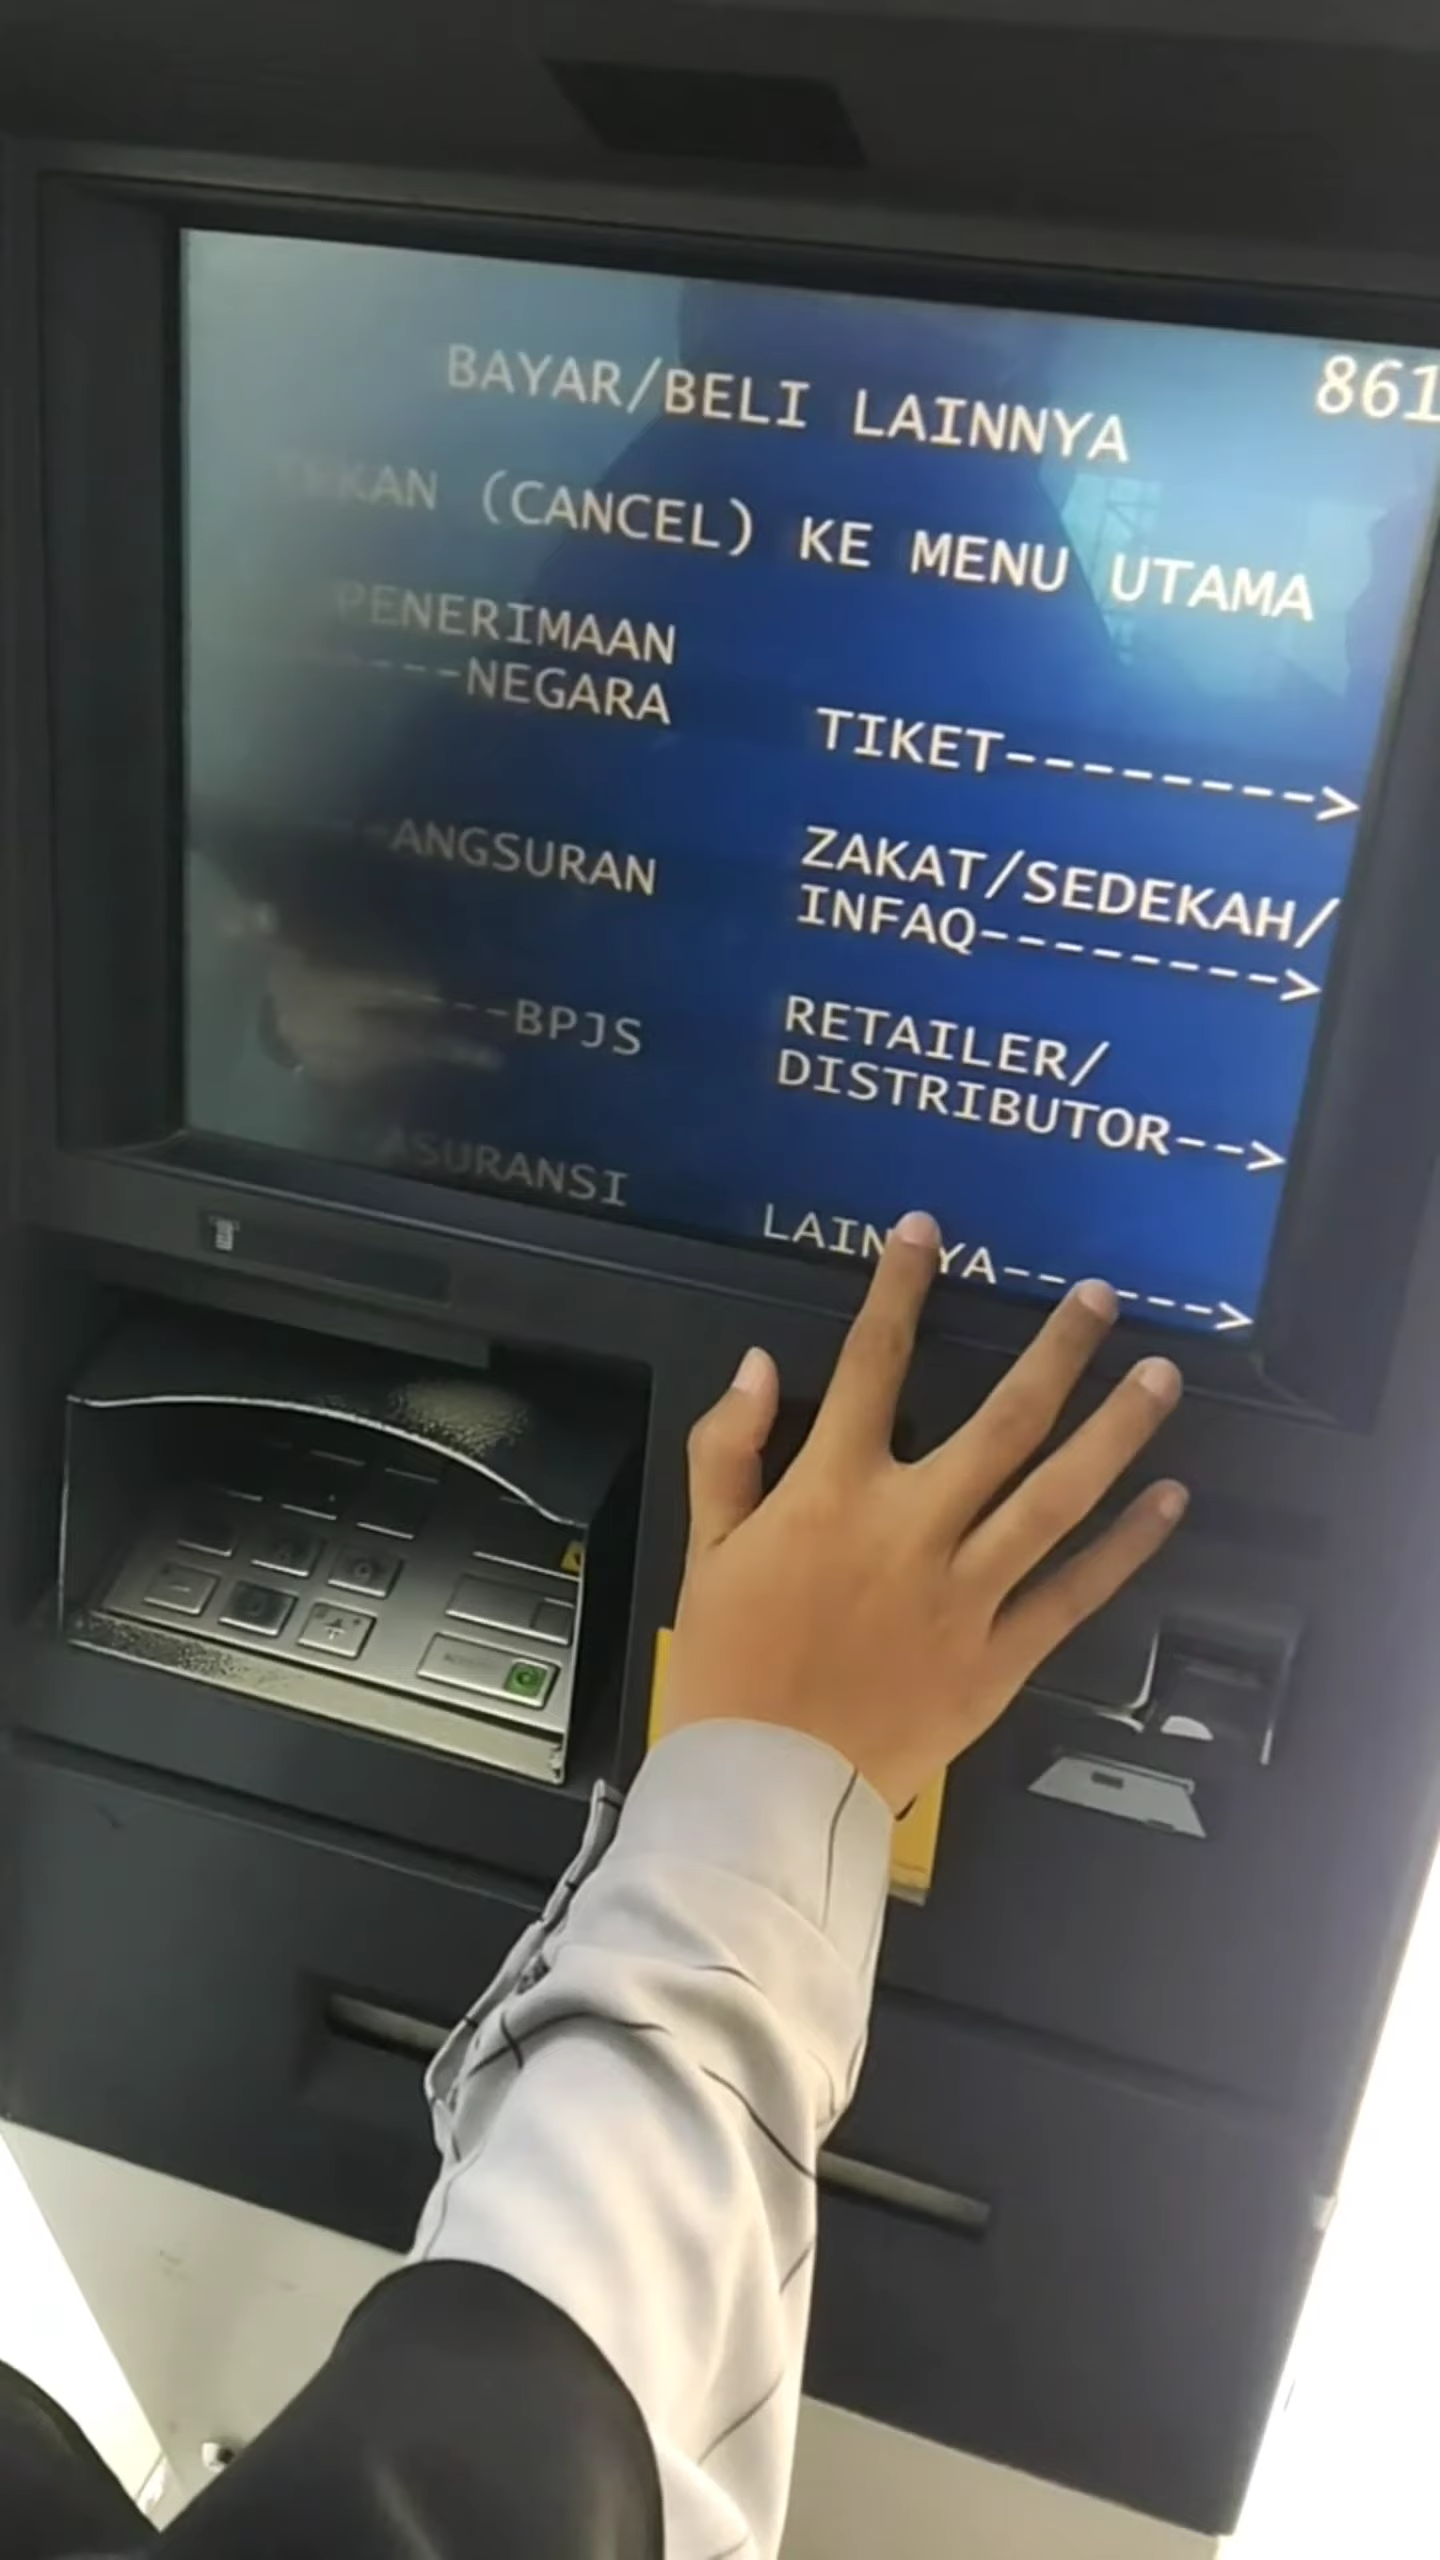 861
BAYAR/BELI LAINNYA
TEKAN (CANCEL) KE MENU UTAMA
PENERIMAAN
----NEGARA
TIKET-------->
-ANGSURAN
ZAKAT/SEDEKAH/
INFAQ-------->
---BPJS
RETAILER/
DISTRIBUTOR-->
ASURANSI
LAINNYA------>